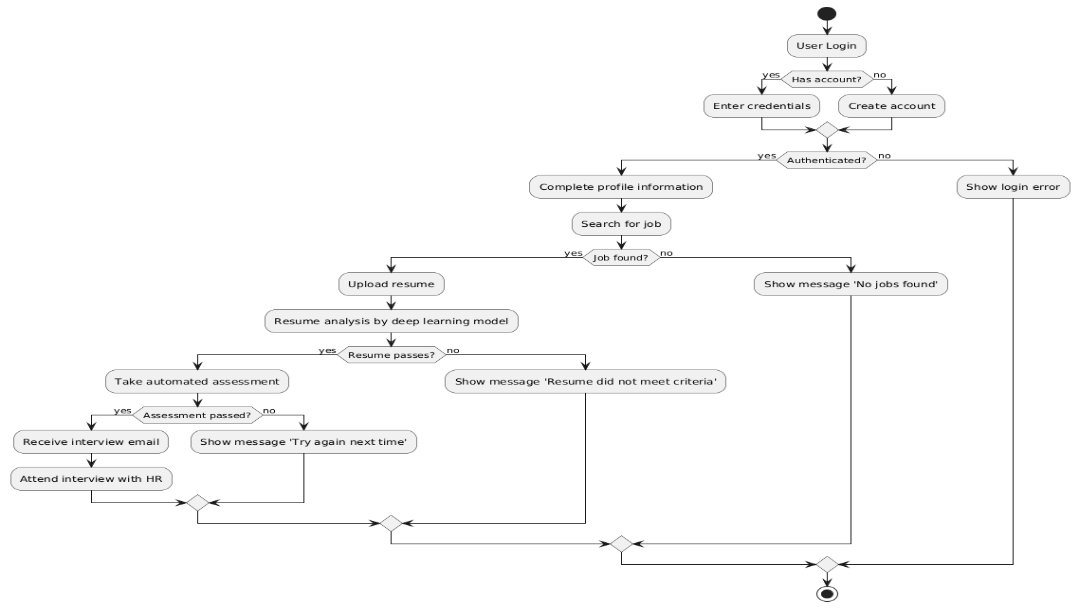 User Login
yes
Has account?
no
Enter credentials
Create account
yes
Authenticated?
no
Complete profile information
Show login error
Search for job
yes
Job found?
no
Upload resume
Show message 'No jobs found'
Resume analysis by deep learning model
yes
Resume passes?
no
Take automated assessment
Show message 'Resume did not meet criteria'
yes
Assessment passed?
no
Receive interview email
Show message 'Try again next time'
Attend interview with HR